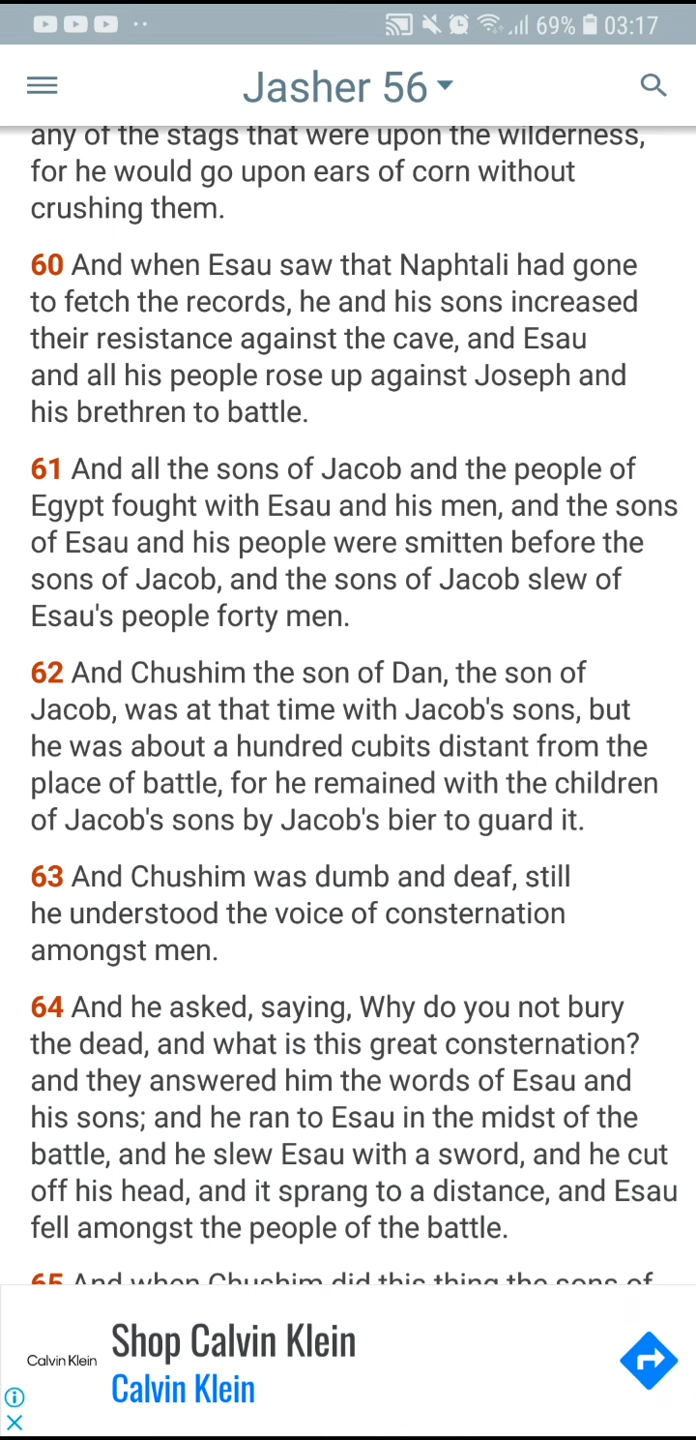 69% 03:17
Jasher 56
any of the stags that were upon the wilderness,
for he would go upon ears of corn without
crushing them.
60 And when Esau saw that Naphtali had gone
to fetch the records, he and his sons increased
their resistance against the cave, and Esau
and all his people rose up against Joseph and
his brethren to battle.
61 And all the sons of Jacob and the people of
Egypt fought with Esau and his men, and the sons
of Esau and his people were smitten before the
sons of Jacob, and the sons of Jacob slew of
Esau's people forty men.
62 And Chushim the son of Dan, the son of
Jacob, was at that time with Jacob's sons, but
he was about a hundred cubits distant from the
place of battle, for he remained with the children
of Jacob's sons by Jacob's bier to guard it.
63 And Chushim was dumb and deaf, still
he understood the voice of consternation
amongst men.
64 And he asked, saying, Why do you not bury
the dead, and what is this great consternation?
and they answered him the words of Esau and
his sons; and he ran to Esau in the midst of the
battle, and he slew Esau with a sword, and he cut
off his head, and it sprang to a distance, and Esau
fell amongst the people of the battle.
65 And when Chushim did this thing the sons of
Calvin Klein
Shop Calvin Klein
Calvin Klein